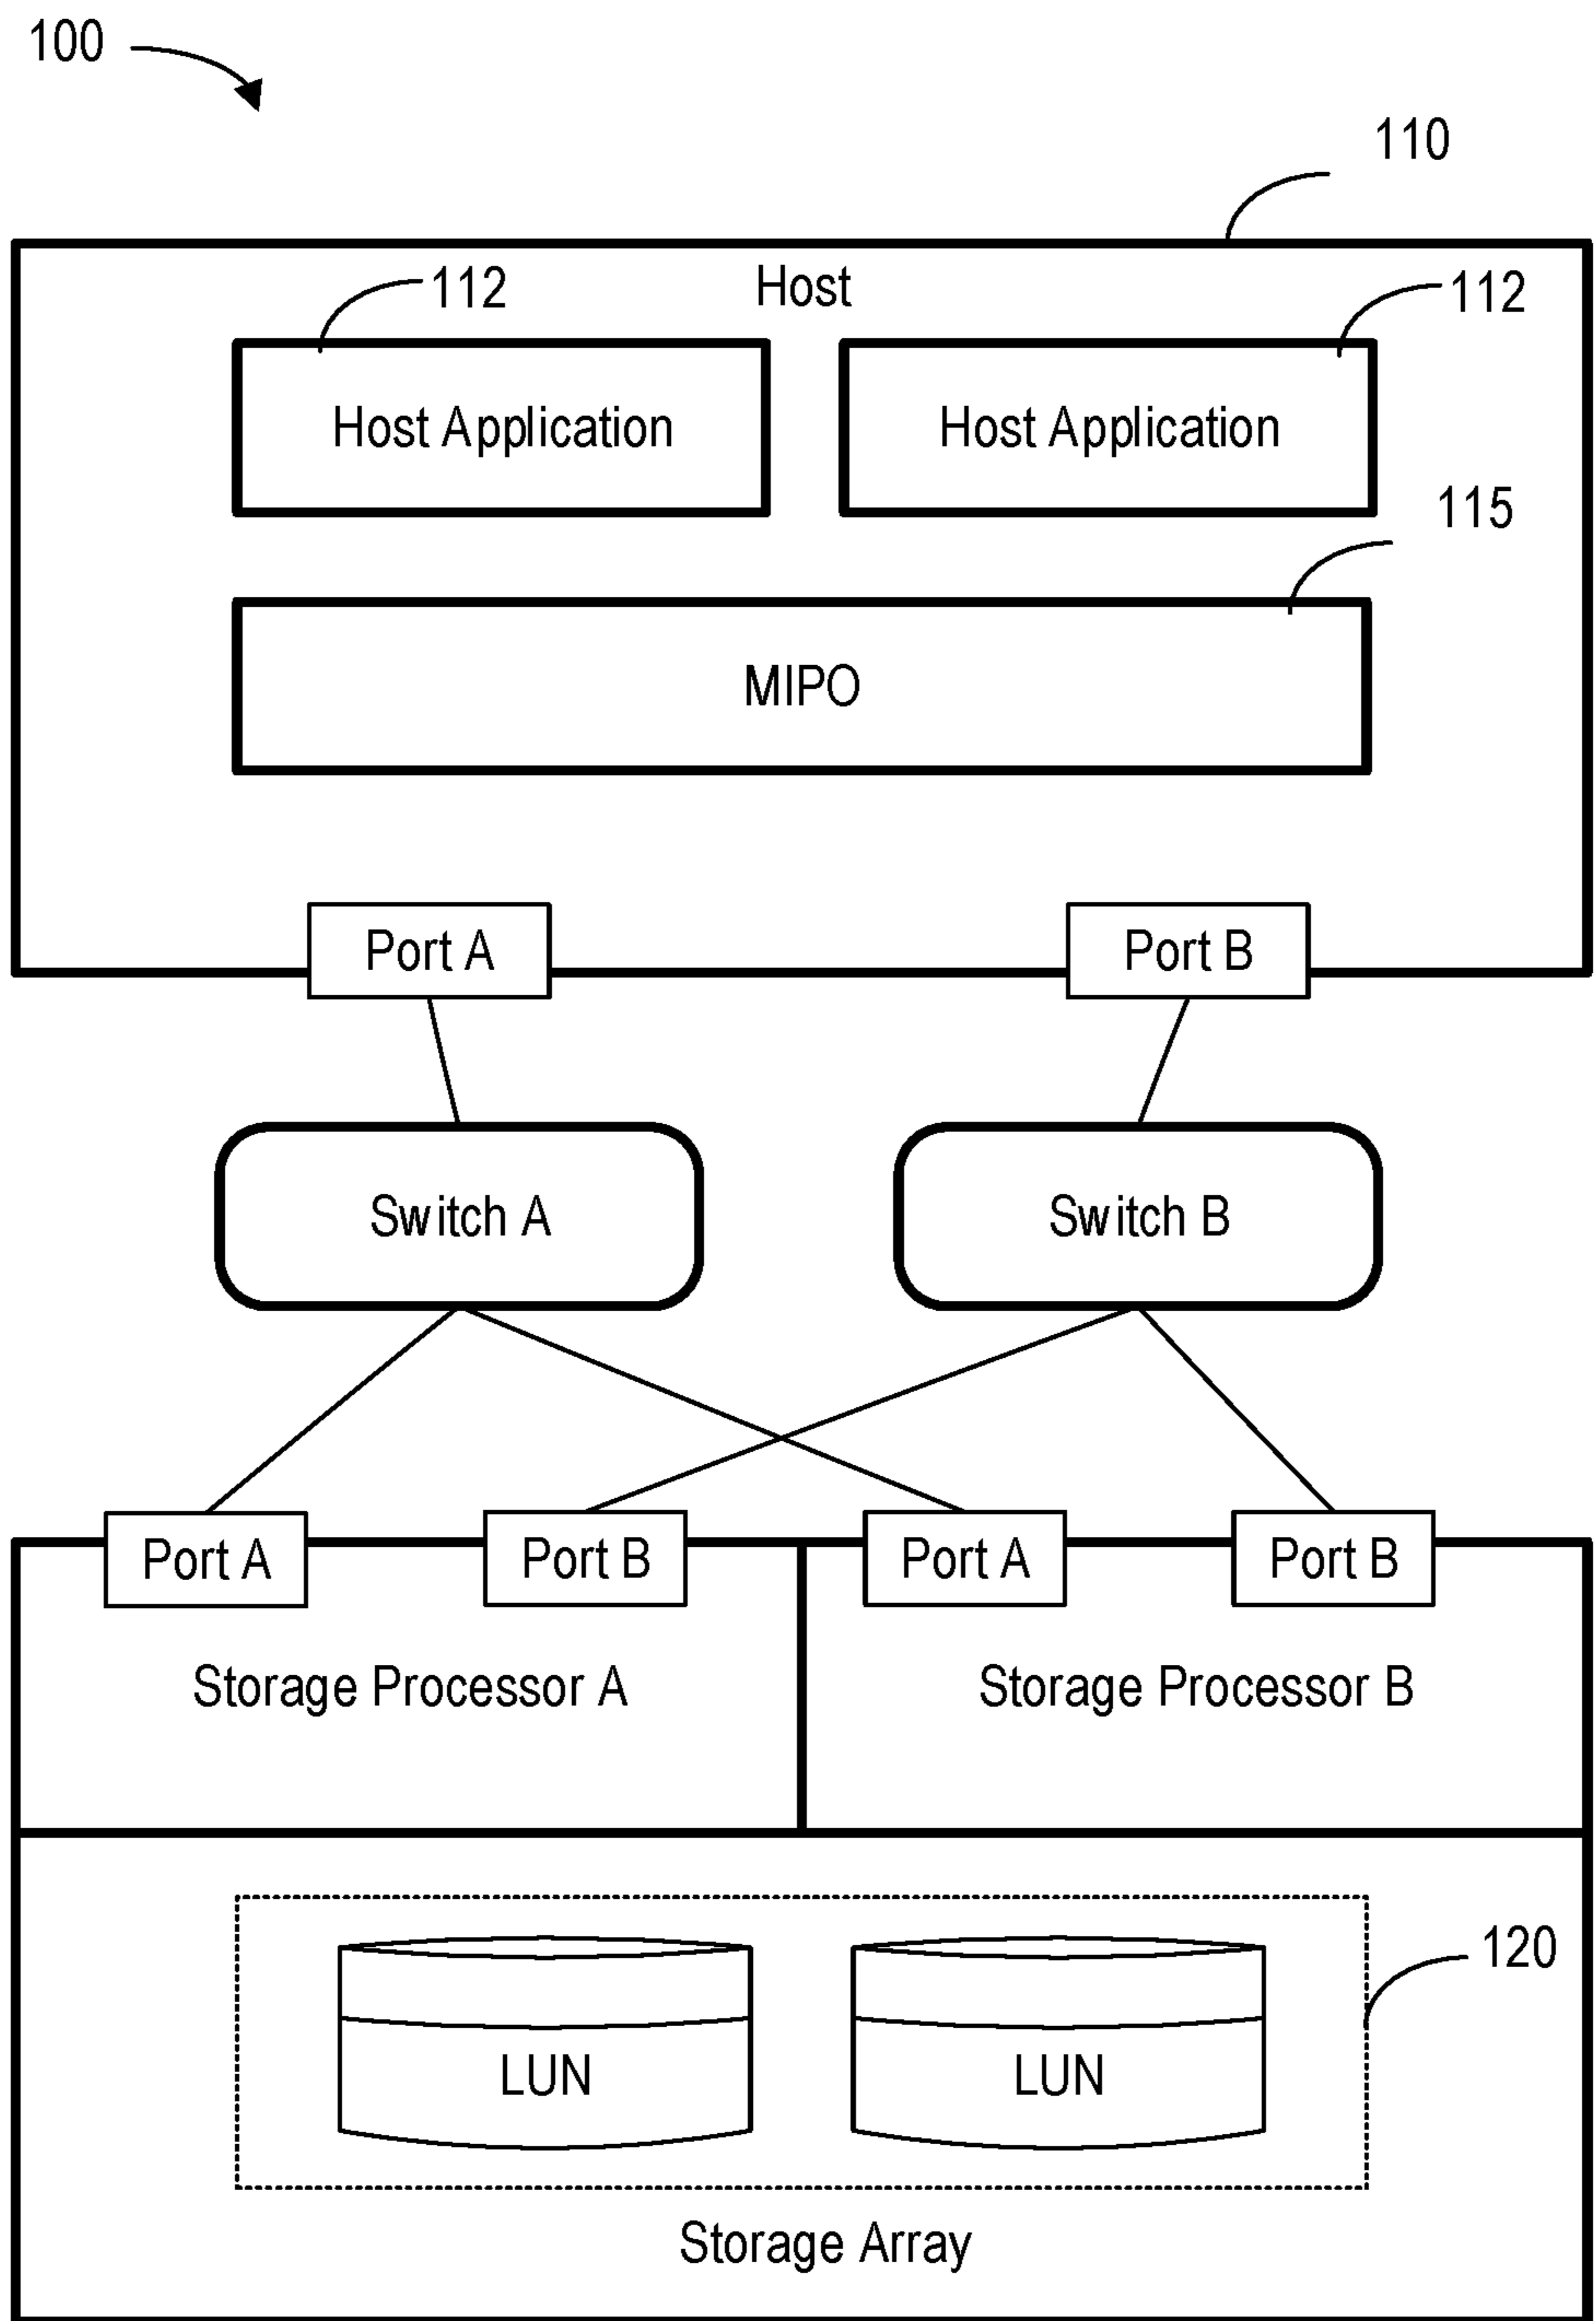 100
110
112
Host
112
Host Application
Host Application
115
MIPO
Port A
Port B
Switch A
Switch B
Port A
Port B
Port A
Port B
Storage Processor A
Storage Processor B
120
LUN
LUN
Storage Array